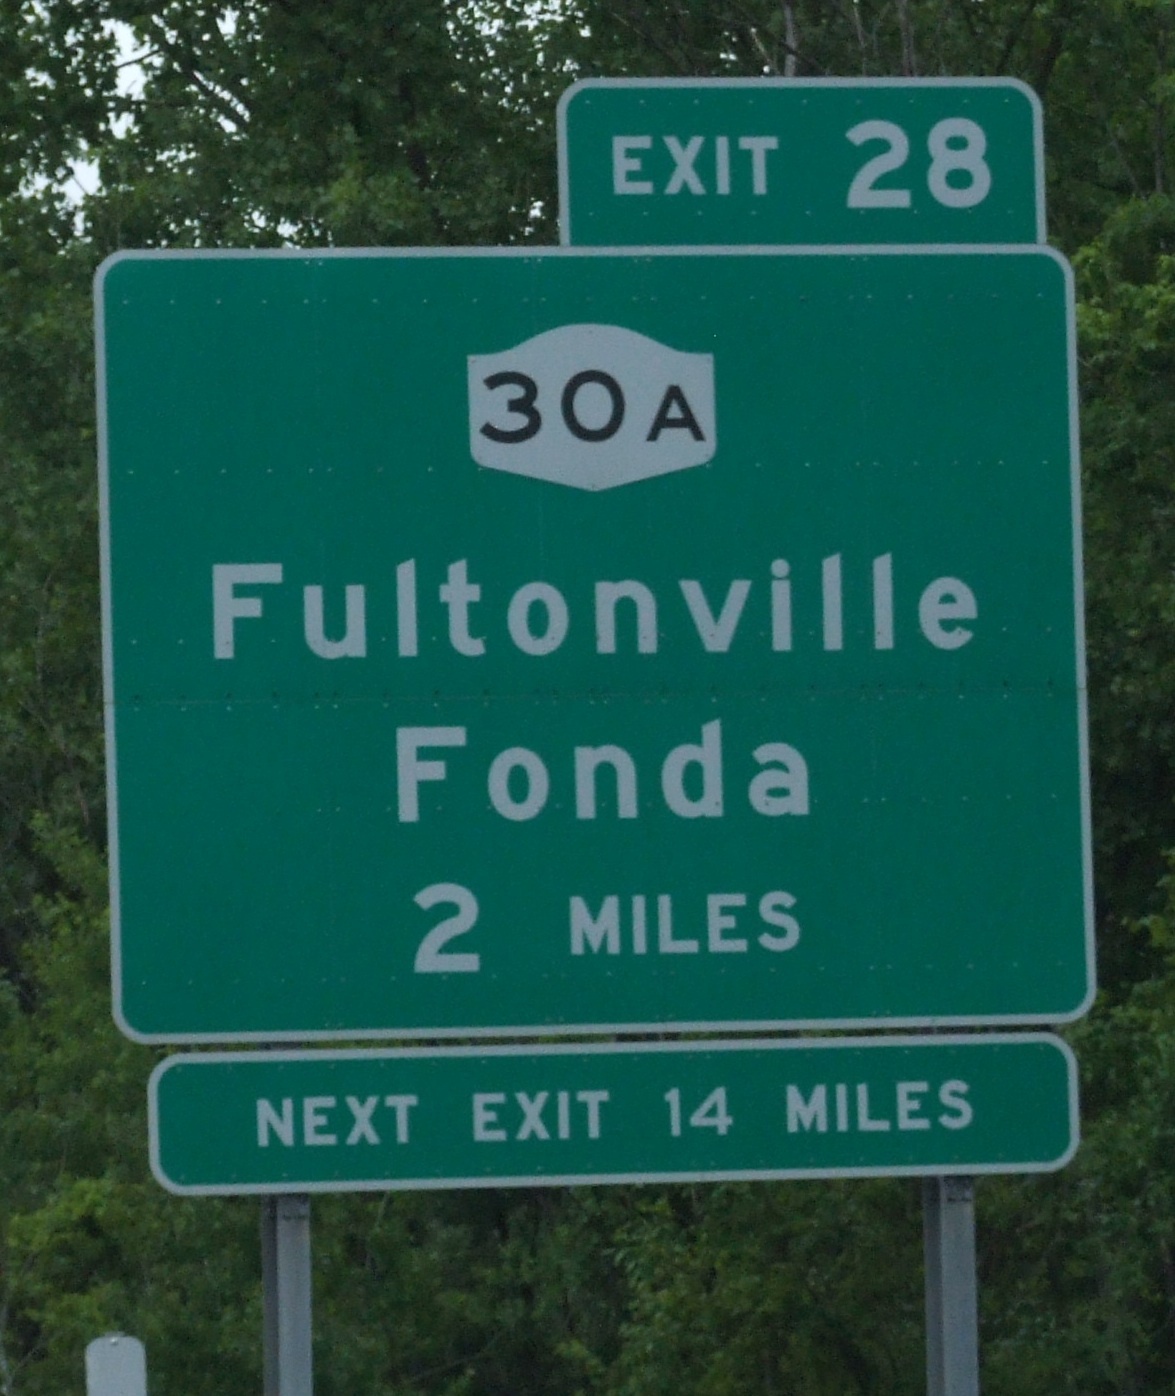 EXIT 28
30A
Fultonville
Fonda
2 MILES
NEXT EXIT 14 MILES